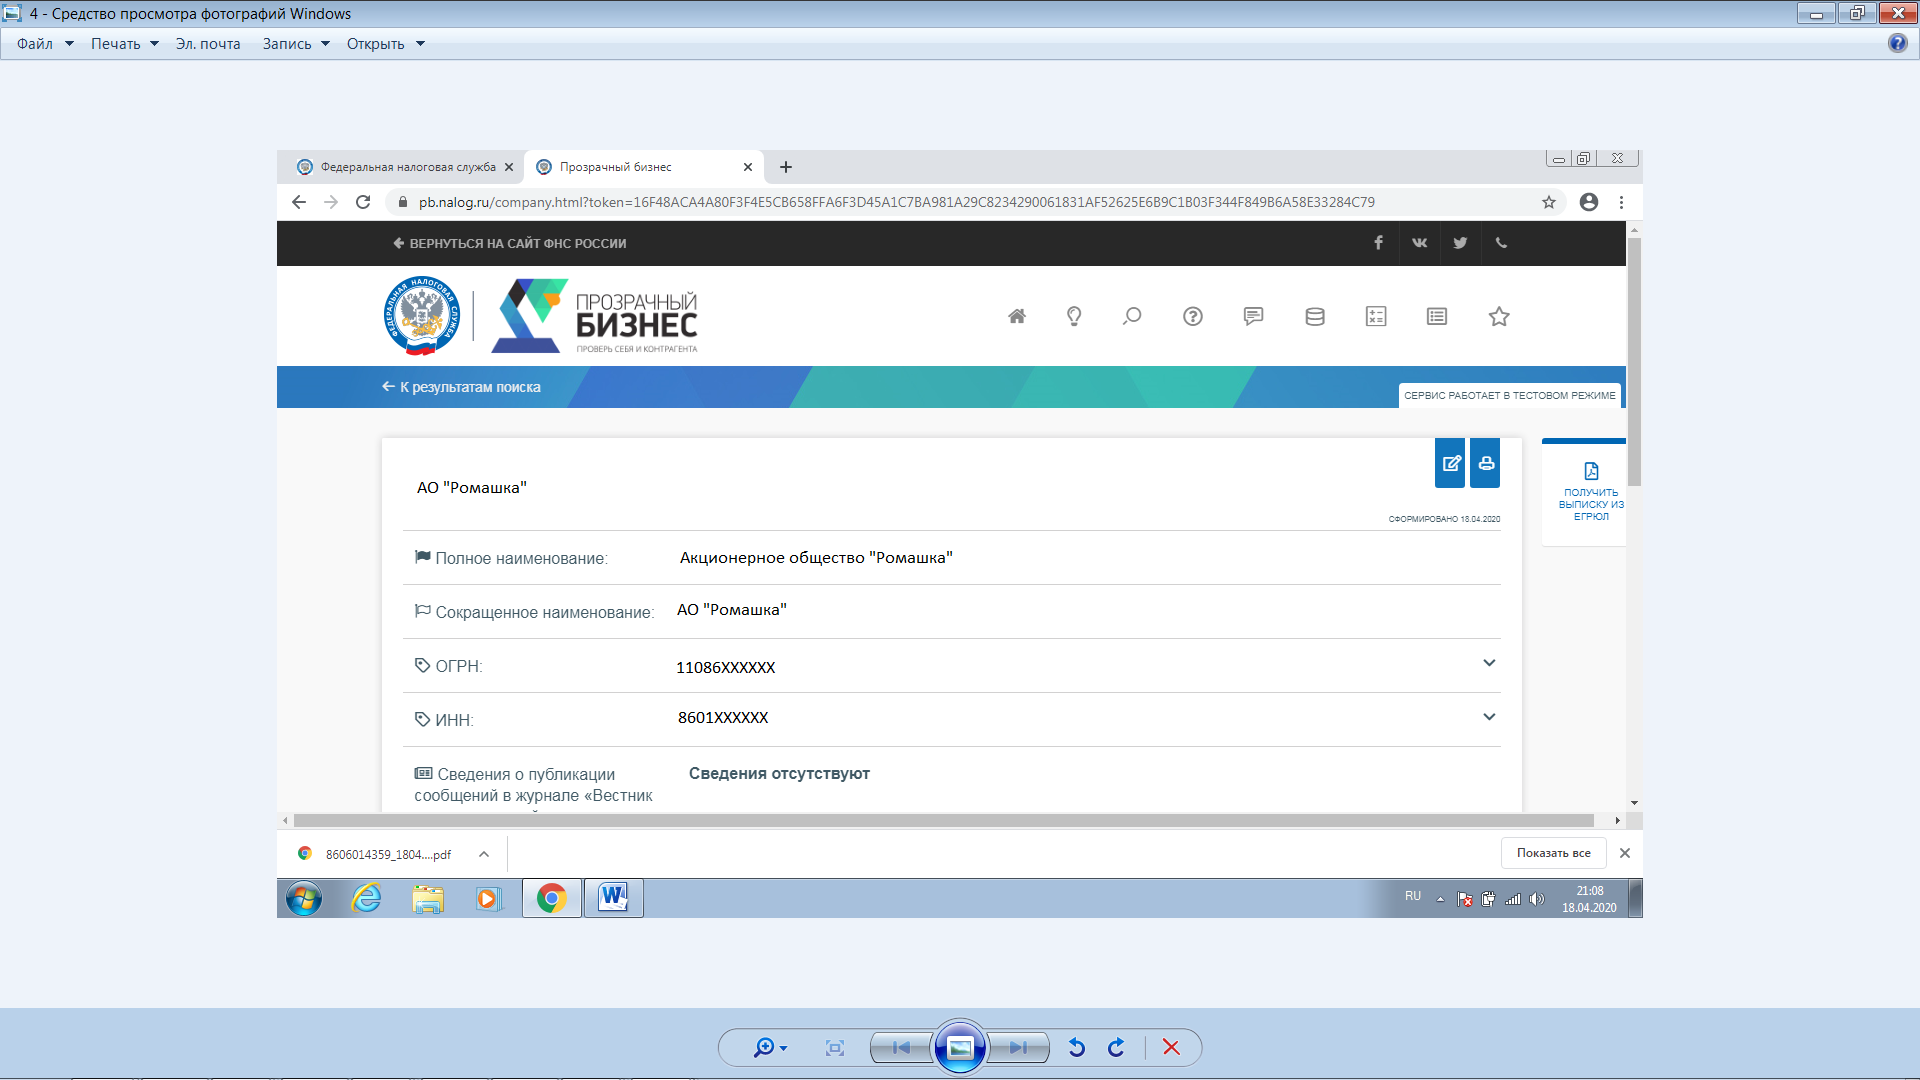 4 - Средство просмотра фотографий Windows
Файл Печать Эл. почта Запись Открыть
Федеральная налоговая служба Прозрачный бизнес
pb.nalog.ru/company.html?token=16F48ACA4A80F3F4E5CB658FFA6F3D45A1C7BA981A29C8234290061831AF52625E6B9C1B03F344F849B6A58E33284C79
ВЕРНУТЬСЯ НА САЙТ ФНС РОССИИ
ФЕДЕРАЛЬНАЯ НАЛОГОВАЯ СЛУЖБА
ПРОЗРАЧНЫЙ
БИЗНЕС
ПРОВЕРЬ СЕБЯ И КОНТРАГЕНТА
К результатам поиска
СЕРВИС РАБОТАЕТ В ТЕСТОВОМ РЕЖИМЕ
АО "Ромашка"
СФОРМИРОВАНО 18.04.2020
ПОЛУЧИТЬ
ВЫПИСКУ ИЗ
ЕГРЮЛ
Полное наименование: Акционерное общество "Ромашка"
Сокращенное наименование: АО "Ромашка"
ОГРН: 11086XXXXXX
ИНН: 8601XXXXXX
Сведения о публикации Сведения отсутствуют
сообщений в журнале «Вестник
8606014359_1804....pdf
Показать все
RU
21:08
18.04.2020